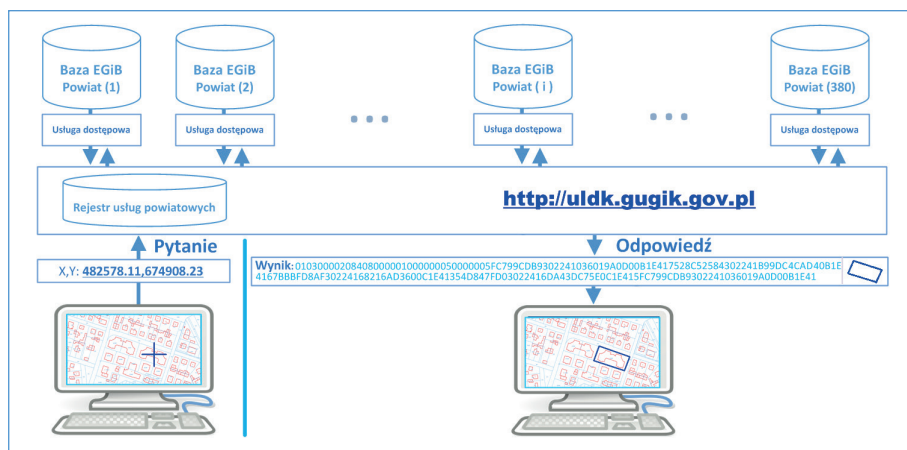 Baza EGiB
Powiat (1)
Baza EGiB
Powiat (2)
Baza EGiB
Powiat ( i )
Baza EGiB
Powiat (380)
...
...
Usługa dostępowa
Usługa dostępowa
Usługa dostępowa
Usługa dostępowa
Rejestr usług powiatowych
http://uldk.gugik.gov.pl
Pytanie
Odpowiedź
X,Y: 482578.11,674908.23
Wynik: 01030000208408000001000000050000005FC799CDB9302241036019A0D00B1E417528C52584302241B99DC4CAD40B1E
4167BBBFD8AF30224168216AD3600C1E41354D847FD03022416DA43DC75E0C1E415FC799CDB9302241036019A0D00B1E41